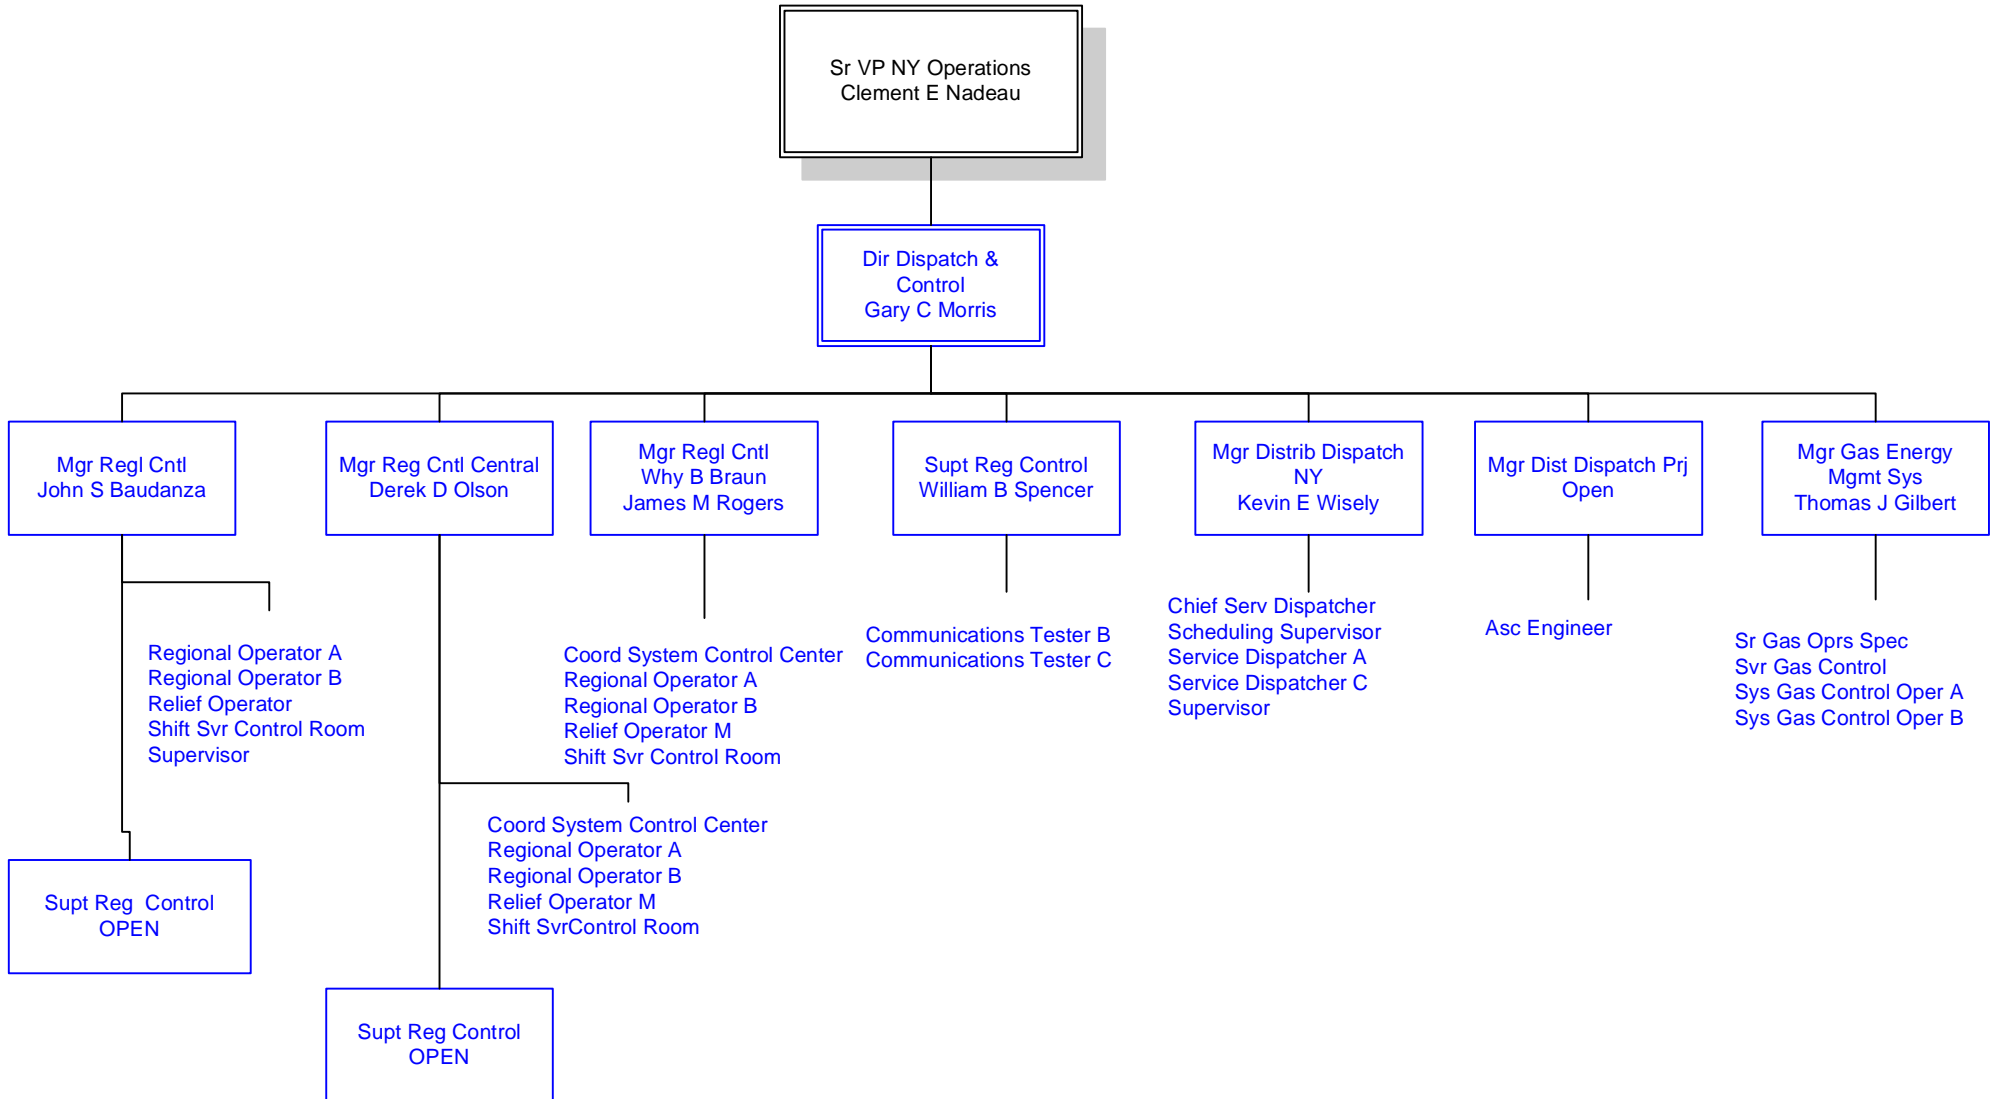 Sr VP NY Operations
Clement E Nadeau
Dir Dispatch &
Control
Gary C Morris
Mgr Regl Cntl
John S Baudanza
Mgr Reg Cntl Central
Derek D Olson
Mgr Regl Cntl
Why B Braun
James M Rogers
Supt Reg Control
William B Spencer
Mgr Distrib Dispatch
NY
Kevin E Wisely
Mgr Dist Dispatch Prj
Open
Mgr Gas Energy
Mgmt Sys
Thomas J Gilbert
Regional Operator A
Regional Operator B
Relief Operator
Shift Svr Control Room
Supervisor
Coord System Control Center
Regional Operator A
Regional Operator B
Relief Operator M
Shift Svr Control Room
Communications Tester B
Communications Tester C
Chief Serv Dispatcher
Scheduling Supervisor
Service Dispatcher A
Service Dispatcher C
Supervisor
Asc Engineer
Sr Gas Oprs Spec
Svr Gas Control
Sys Gas Control Oper A
Sys Gas Control Oper B
Coord System Control Center
Regional Operator A
Regional Operator B
Relief Operator M
Shift SvrControl Room
Supt Reg  Control
OPEN
Supt Reg Control
OPEN